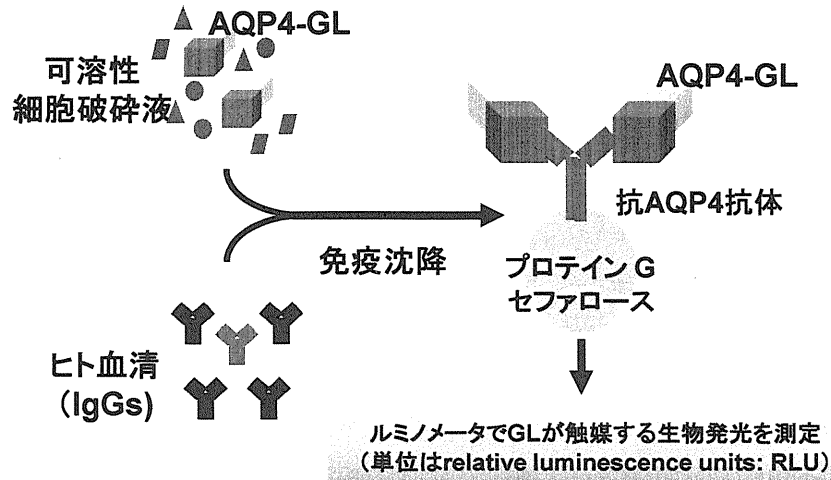 AQP4-GL
可溶性
細胞破砕液
AQP4-GL
抗AQP4抗体
免疫沈降
プロテイン G
セファロース
ヒト血清
(IgGs)
ルミノメータでGLが触媒する生物発光を測定
(単位はrelative luminescence units: RLU)